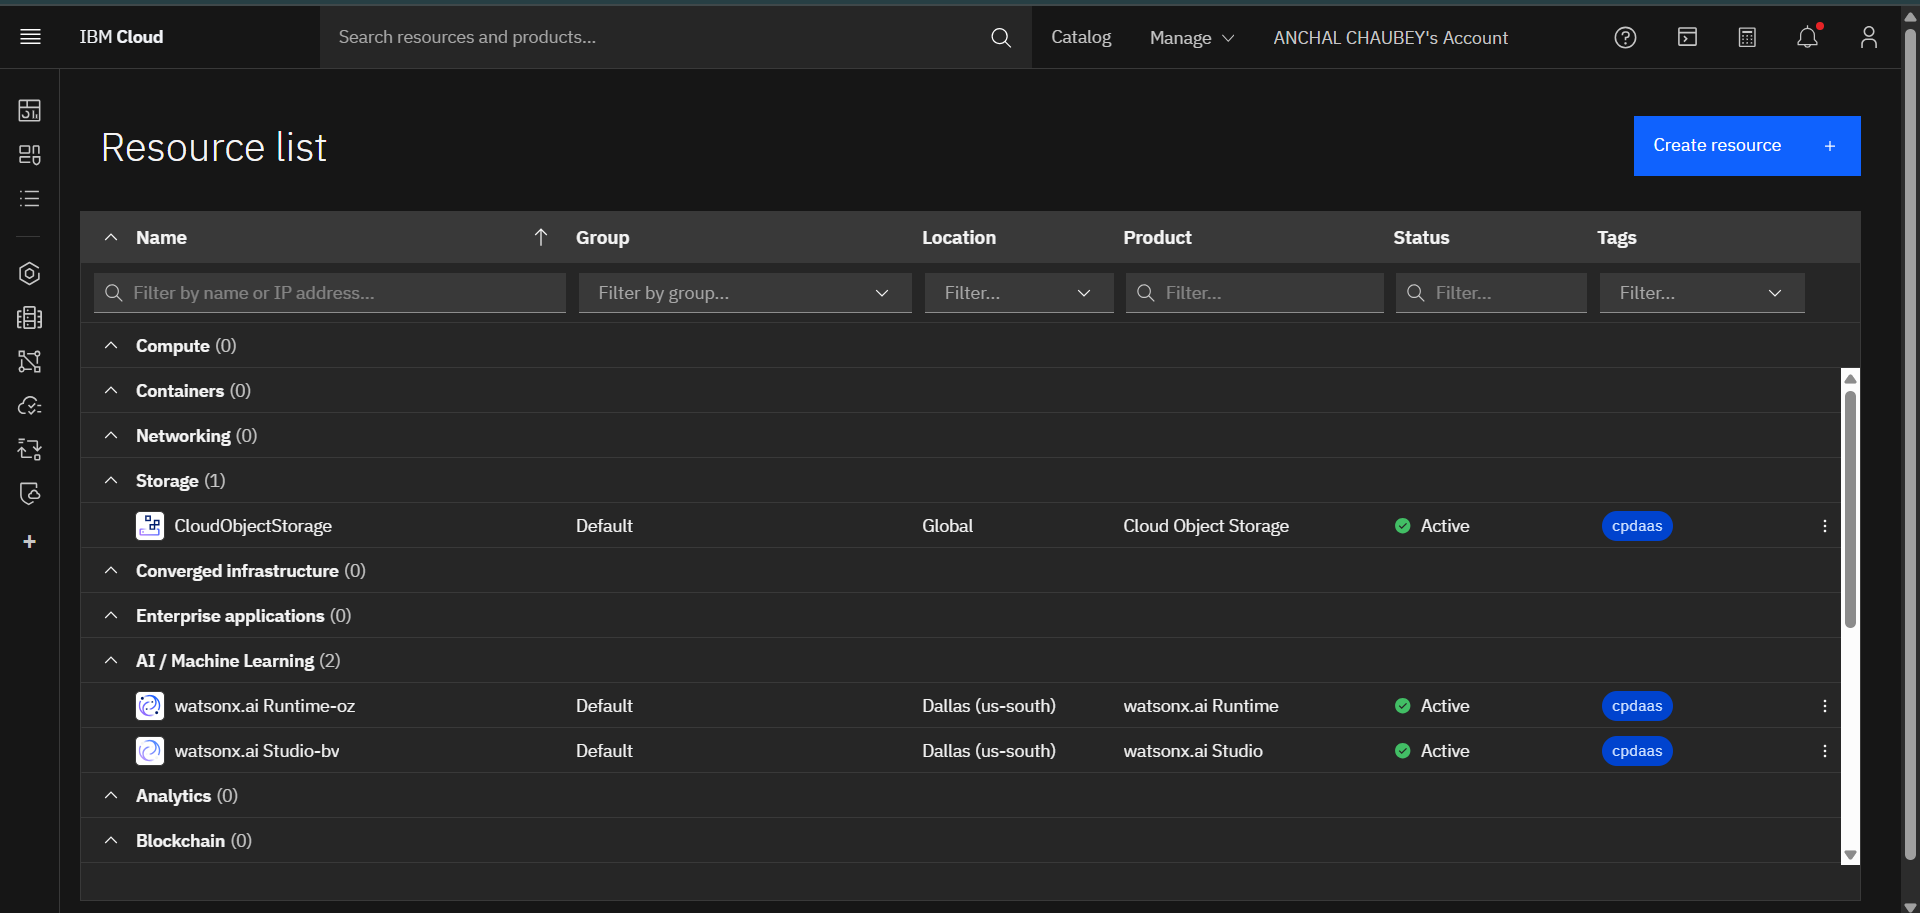 IBM Cloud
Search resources and products...
Catalog
Manage
ANCHAL CHAUBEY's Account
Resource list
Create resource +
Name Group Location Product Status Tags
Filter by name or IP address... Filter by group... Filter... Filter... Filter... Filter...
Compute (0)
Containers (0)
Networking (0)
Storage (1)
CloudObjectStorage Default Global Cloud Object Storage Active cpdaas
Converged infrastructure (0)
Enterprise applications (0)
AI / Machine Learning (2)
watsonx.ai Runtime-oz Default Dallas (us-south) watsonx.ai Runtime Active cpdaas
watsonx.ai Studio-bv Default Dallas (us-south) watsonx.ai Studio Active cpdaas
Analytics (0)
Blockchain (0)